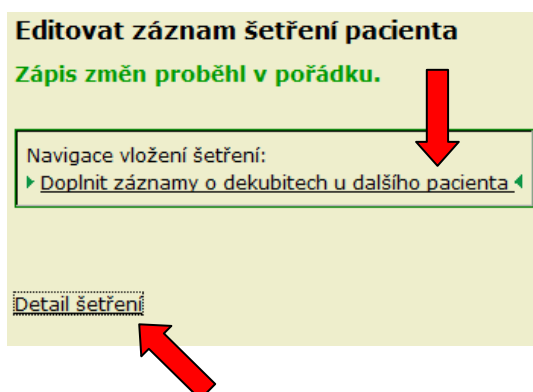 Editovat záznam šetření pacienta
Zápis změn proběhl v pořádku.
Navigace vložení šetření:
Doplnit záznamy o dekubitech u dalšího pacienta
Detail šetření